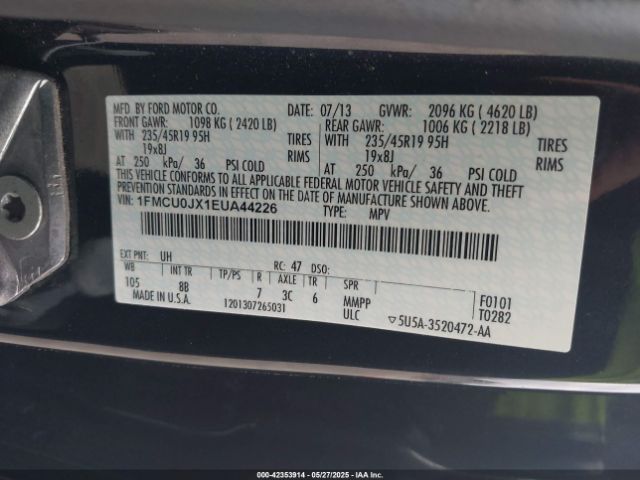 MFD. BY FORD MOTOR CO. DATE: 07/13 GVWR: 2096 KG ( 4620 LB)
FRONT GAWR: 1098 KG ( 2420 LB) REAR GAWR: 1006 KG ( 2218 LB)
WITH 235/45R19 95H TIRES WITH 235/45R19 95H TIRES
19x8J RIMS 19x8J RIMS
AT 250 kPa/ 36 PSI COLD AT 250 kPa/ 36 PSI COLD
THIS VEHICLE CONFORMS TO ALL APPLICABLE FEDERAL MOTOR VEHICLE SAFETY AND THEFT
PREVENTION STANDARDS IN EFFECT ON THE DATE OF MANUFACTURE SHOWN ABOVE.
VIN: 1FMCU0JX1EUA44226 TYPE: MPV
EXT PNT: UH RC: 47 DSO:
WB INT TR TP/PS R AXLE TR SPR
105 8B 7 3C 6 MMPP F0101
MADE IN U.S.A. 1201307265031 ULC T0282
▽5U5A-3520472-AA
000-42353914 - 05/27/2025 - IAAI.com